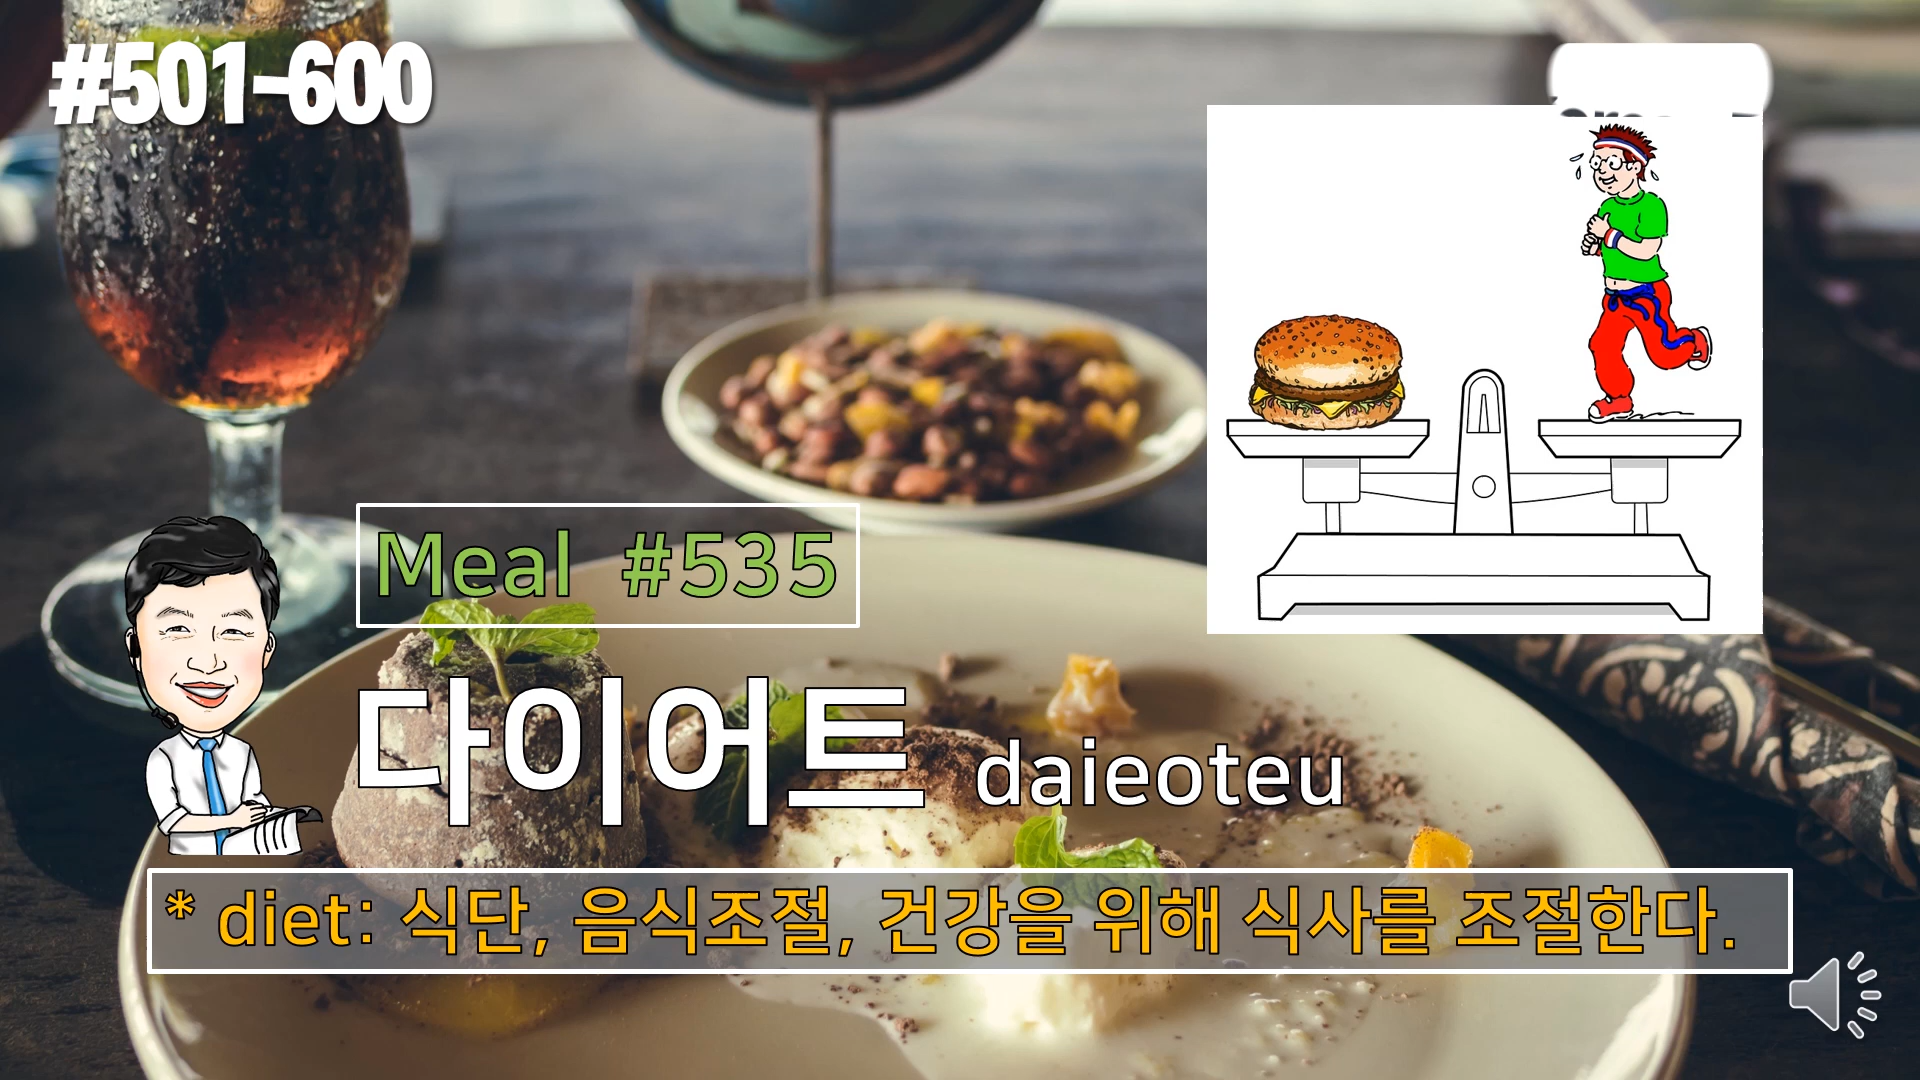 #501-600
Meal #535
다이어트 daieoteu
* diet: 식단, 음식조절, 건강을 위해 식사를 조절한다.